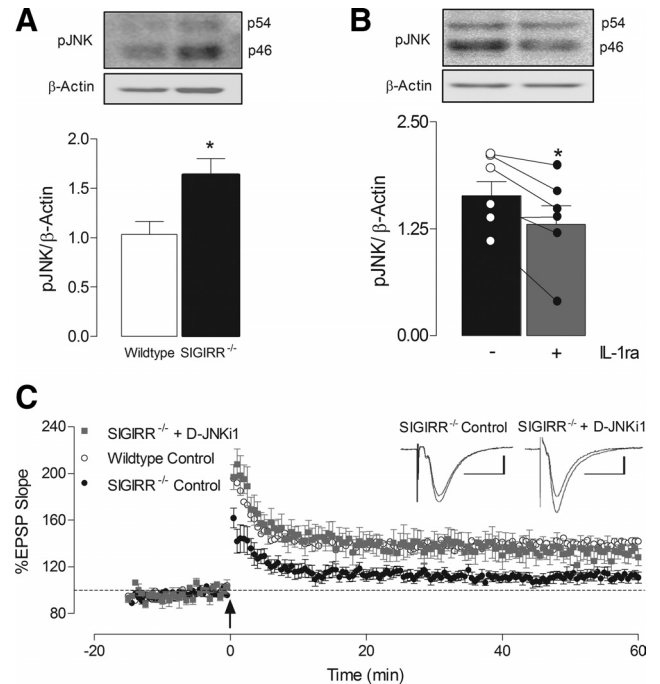 A
pJNK
p54
p46
β-Actin
2.0
1.5
1.0
0.5
0.0
pJNK/β-Actin
*
Wildtype SIGIRR-/-
B
pJNK
p54
p46
β-Actin
2.50
1.25
0.00
pJNK/β-Actin
*
- + IL-1ra
C
240
200
160
120
80
%EPSP Slope
SIGIRR-/- + D-JNKi1
Wildtype Control
SIGIRR-/- Control
SIGIRR-/- Control SIGIRR-/- + D-JNKi1
-20 0 20 40 60
Time (min)